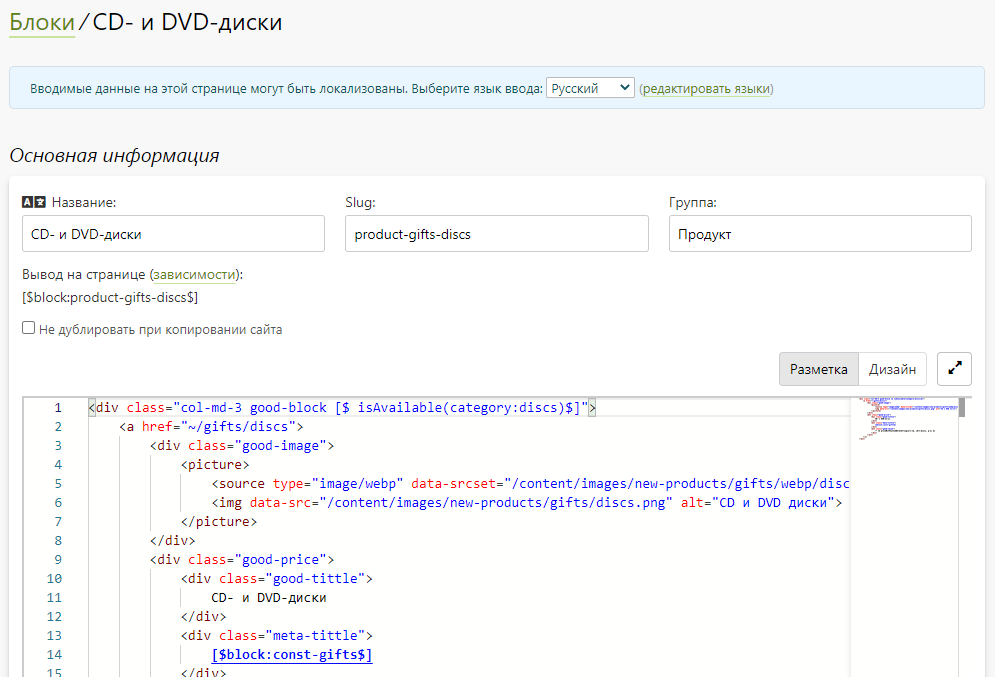 Блоки / CD- и DVD-диски
Вводимые данные на этой странице могут быть локализованы. Выберите язык ввода: Русский (редактировать языки)
Основная информация
Название: Slug: Группа:
CD- и DVD-диски product-gifts-discs Продукт
Вывод на странице (зависимости):
[$block:product-gifts-discs$]
Не дублировать при копировании сайта
Разметка Дизайн
1 <div class="col-md-3 good-block [$ isAvailable(category:discs)$]">
2 <a href="~/gifts/discs">
3 <div class="good-image">
4 <picture>
5 <source type="image/webp" data-srcset="/content/images/new-products/gifts/webp/disc
6 <img data-src="/content/images/new-products/gifts/discs.png" alt="CD и DVD диски">
7 </picture>
8 </div>
9 <div class="good-price">
10 <div class="good-tittle">
11 CD- и DVD-диски
12 </div>
13 <div class="meta-tittle">
14 [$block:const-gifts$]
15 </div>